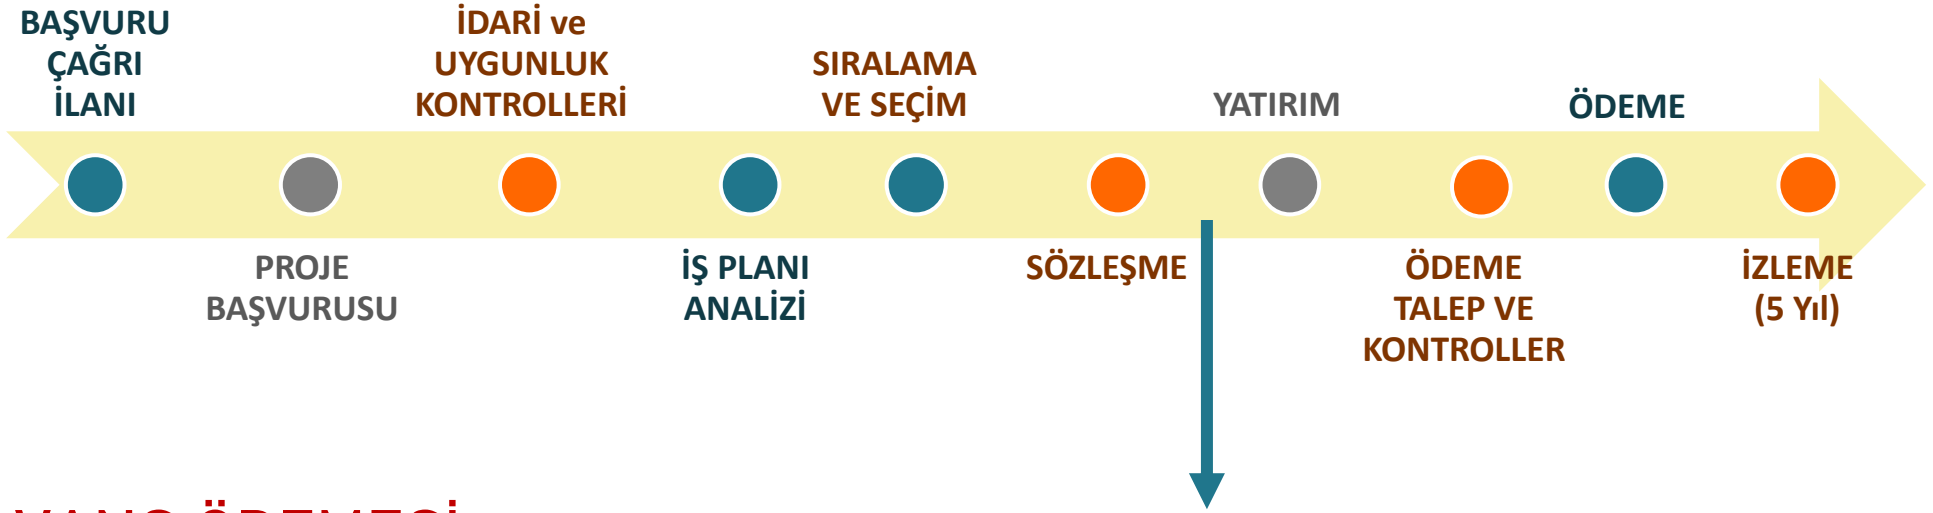 BAŞVURU
ÇAĞRI
İLANI
PROJE
BAŞVURUSU
İDARİ ve
UYGUNLUK
KONTROLLERİ
İŞ PLANI
ANALİZİ
SIRALAMA
VE SEÇİM
SÖZLEŞME
YATIRIM
ÖDEME
TALEP VE
KONTROLLER
ÖDEME
İZLEME
(5 Yıl)